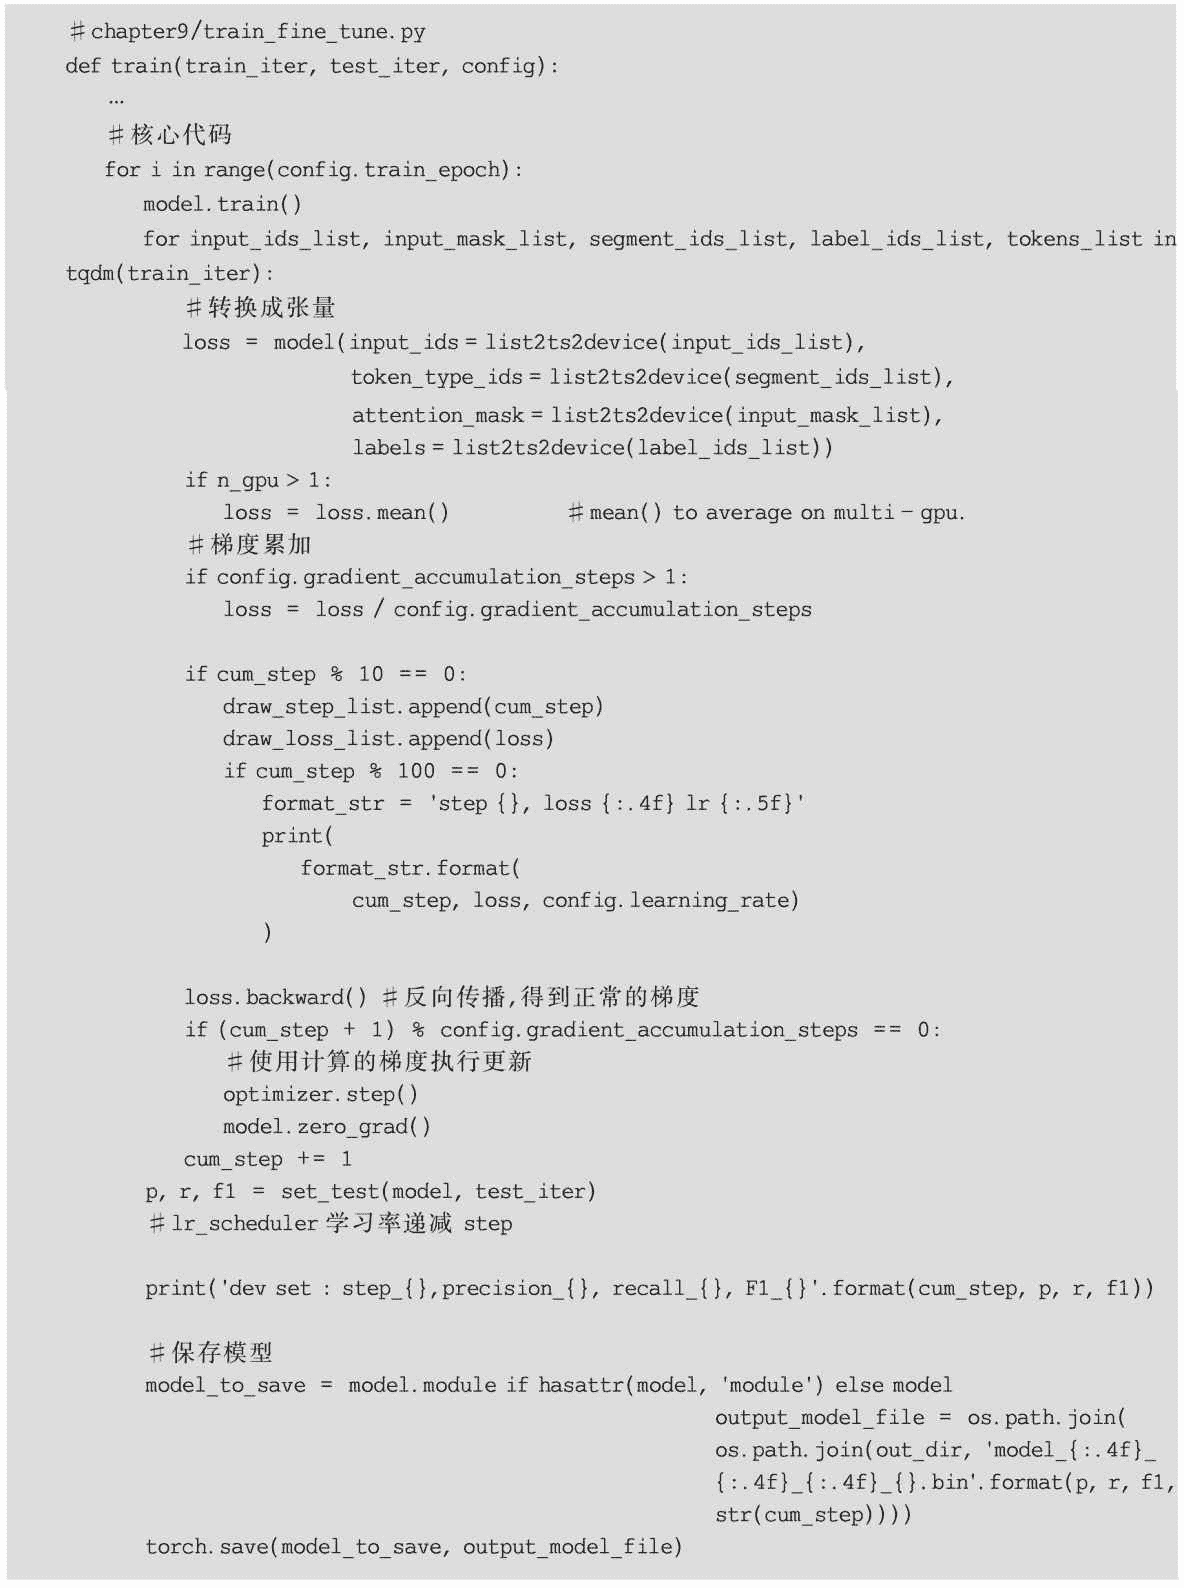 #chapter9/train_fine_tune.py
def train(train_iter, test_iter, config):
    …
    #核心代码
    for i in range(config.train_epoch):
        model.train()
        for input_ids_list, input_mask_list, segment_ids_list, label_ids_list, tokens_list in
tqdm(train_iter):
            #转换成张量
            loss = model(input_ids=list2ts2device(input_ids_list),
                         token_type_ids=list2ts2device(segment_ids_list),
                         attention_mask=list2ts2device(input_mask_list),
                         labels=list2ts2device(label_ids_list))
            if n_gpu > 1:
                loss = loss.mean()            #mean() to average on multi-gpu.
            #梯度累加
            if config.gradient_accumulation_steps > 1:
                loss = loss / config.gradient_accumulation_steps

            if cum_step % 10 == 0:
                draw_step_list.append(cum_step)
                draw_loss_list.append(loss)
                if cum_step % 100 == 0:
                    format_str = 'step {}, loss {:.4f} lr {:.5f}'
                    print(
                        format_str.format(
                            cum_step, loss, config.learning_rate)
                    )

            loss.backward() #反向传播,得到正常的梯度
            if (cum_step + 1) % config.gradient_accumulation_steps == 0:
                #使用计算的梯度执行更新
                optimizer.step()
                model.zero_grad()
            cum_step += 1
        p, r, f1 = set_test(model, test_iter)
        #lr_scheduler 学习率递减 step

        print('dev set : step_{},precision_{}, recall_{}, F1_{}'.format(cum_step, p, r, f1))

        #保存模型
        model_to_save = model.module if hasattr(model, 'module') else model
                                                    output_model_file = os.path.join(
                                                    os.path.join(out_dir, 'model_{:.4f}_
                                                    {:.4f}_{:.4f}_{}.bin'.format(p, r, f1,
                                                    str(cum_step))))
        torch.save(model_to_save, output_model_file)